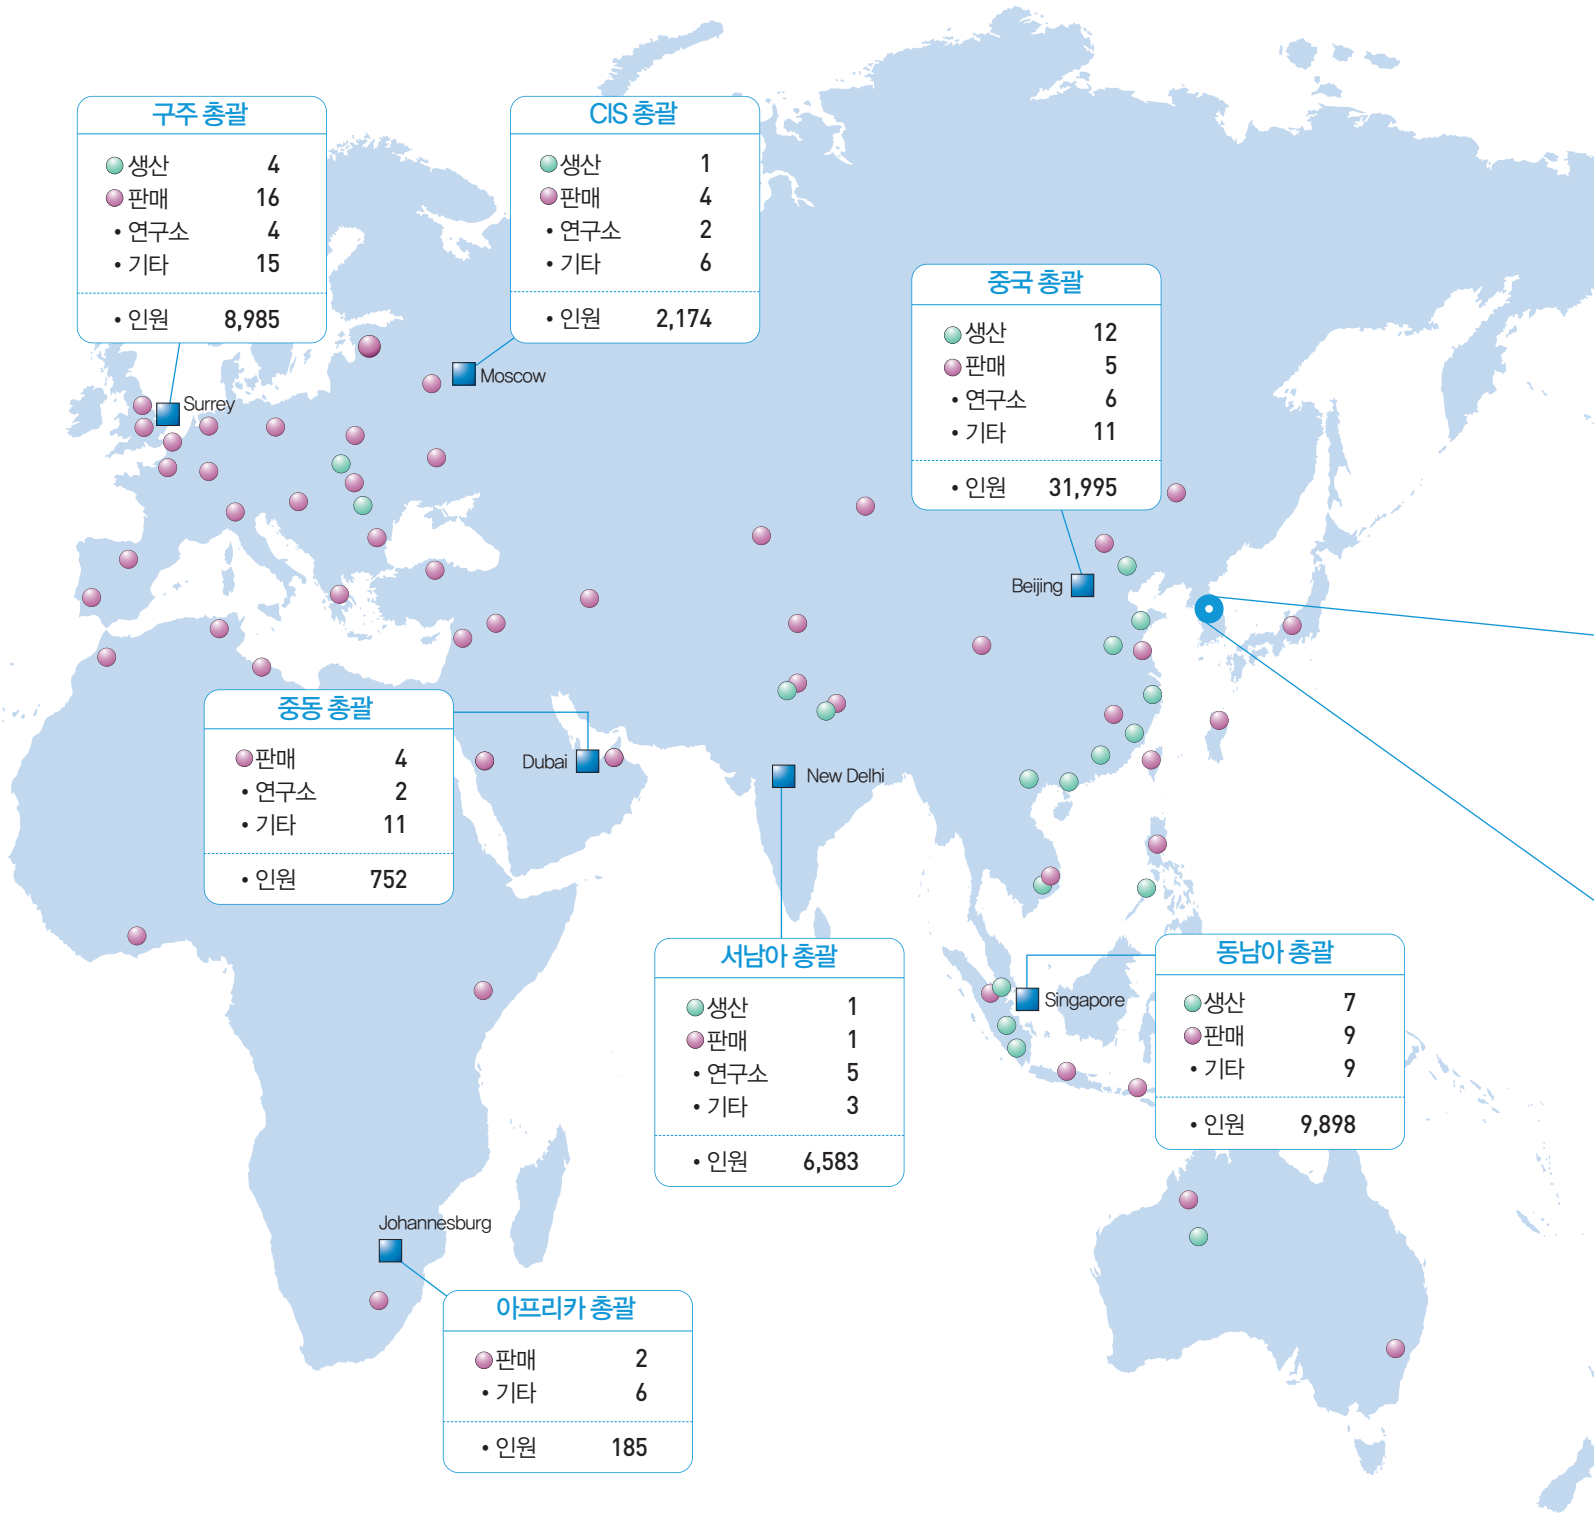 구주 총괄
생산 4
판매 16
• 연구소 4
• 기타 15
• 인원 8,985
CIS 총괄
생산 1
판매 4
• 연구소 2
• 기타 6
• 인원 2,174
중국 총괄
생산 12
판매 5
• 연구소 6
• 기타 11
• 인원 31,995
Moscow
Surrey
Beijing
중동 총괄
판매 4
• 연구소 2
• 기타 11
• 인원 752
Dubai
New Delhi
서남아 총괄
생산 1
판매 1
• 연구소 5
• 기타 3
• 인원 6,583
동남아 총괄
생산 7
판매 9
• 기타 9
• 인원 9,898
Singapore
Johannesburg
아프리카 총괄
판매 2
• 기타 6
• 인원 185